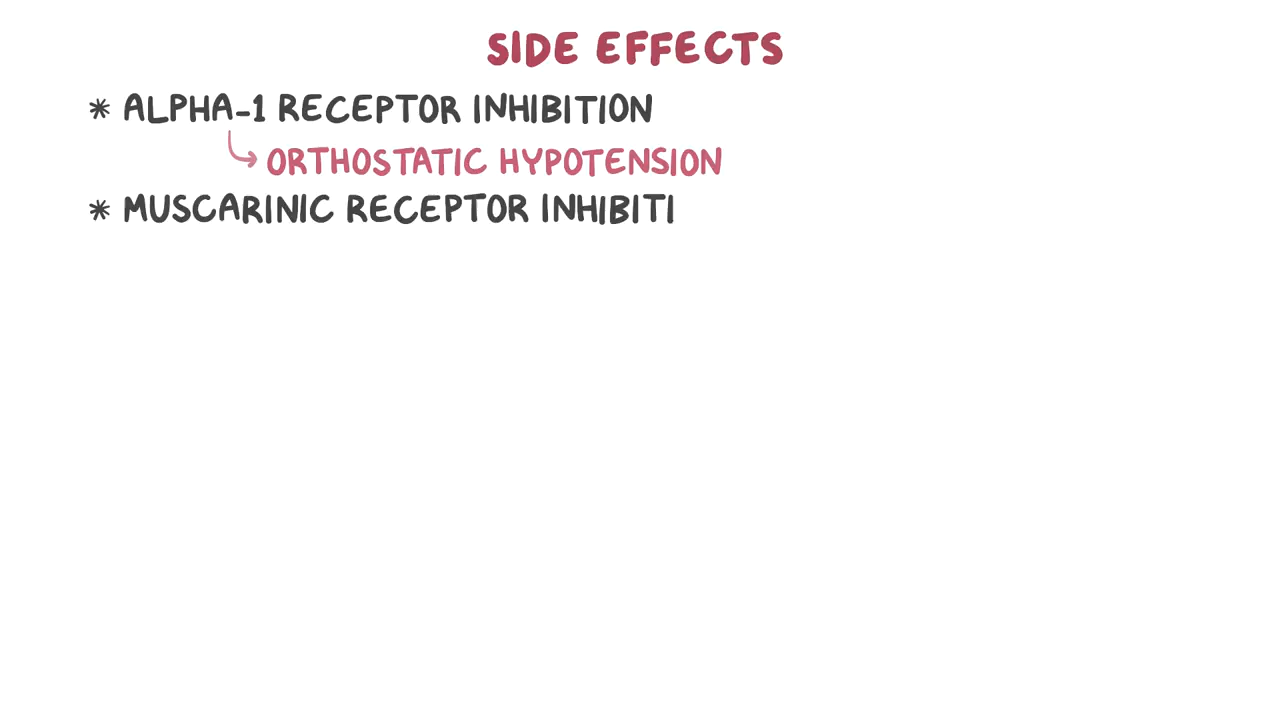 SIDE EFFECTS
* ALPHA-1 RECEPTOR INHIBITION
ORTHOSTATIC HYPOTENSION
* MUSCARINIC RECEPTOR INHIBITI